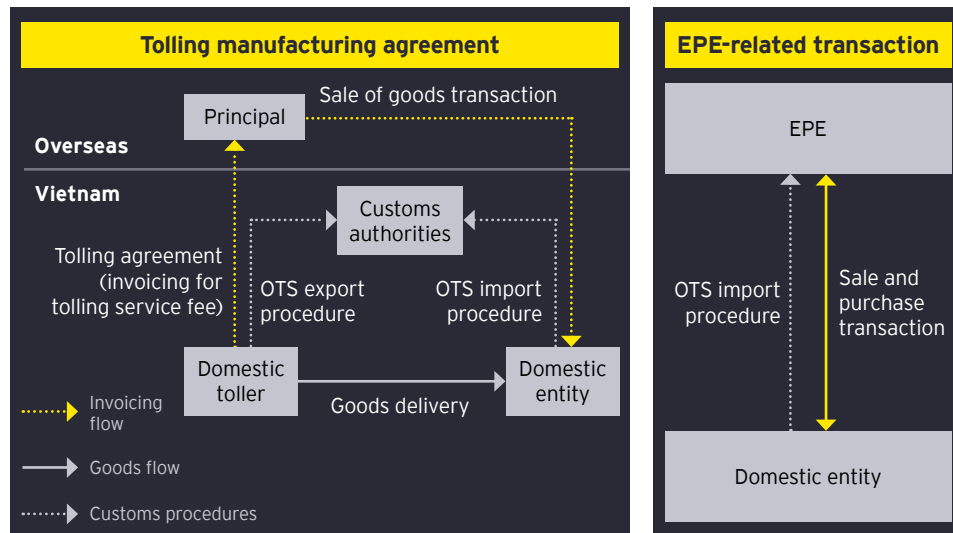 Tolling manufacturing agreement
Sale of goods transaction
Principal
Overseas
Vietnam
Customs
authorities
Tolling agreement
(invoicing for
tolling service fee)
OTS export
procedure
OTS import
procedure
Domestic
toller
Domestic
entity
Goods delivery
Invoicing
flow
Goods flow
Customs procedures
EPE-related transaction
EPE
OTS import
procedure
Sale and
purchase
transaction
Domestic entity